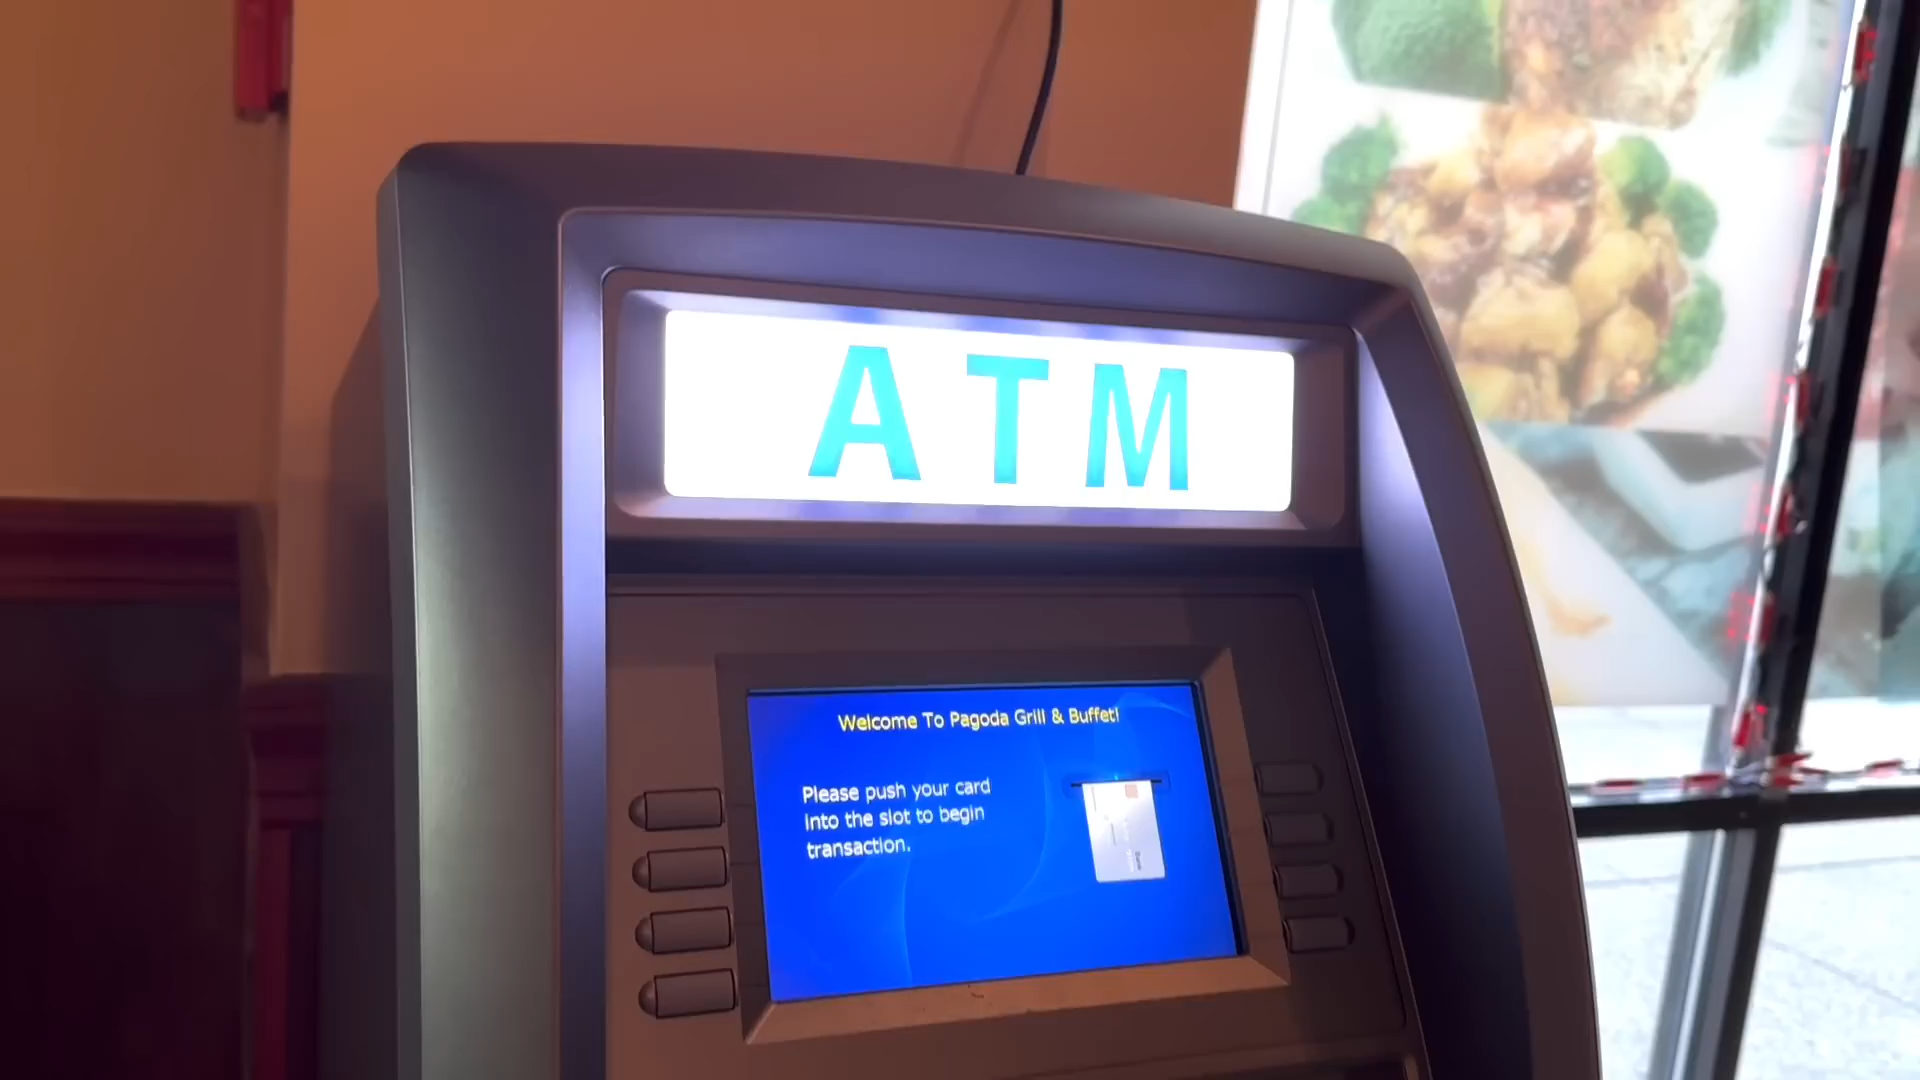 ATM
Welcome To Pagoda Grill & Buffet!
Please push your card
into the slot to begin
transaction.